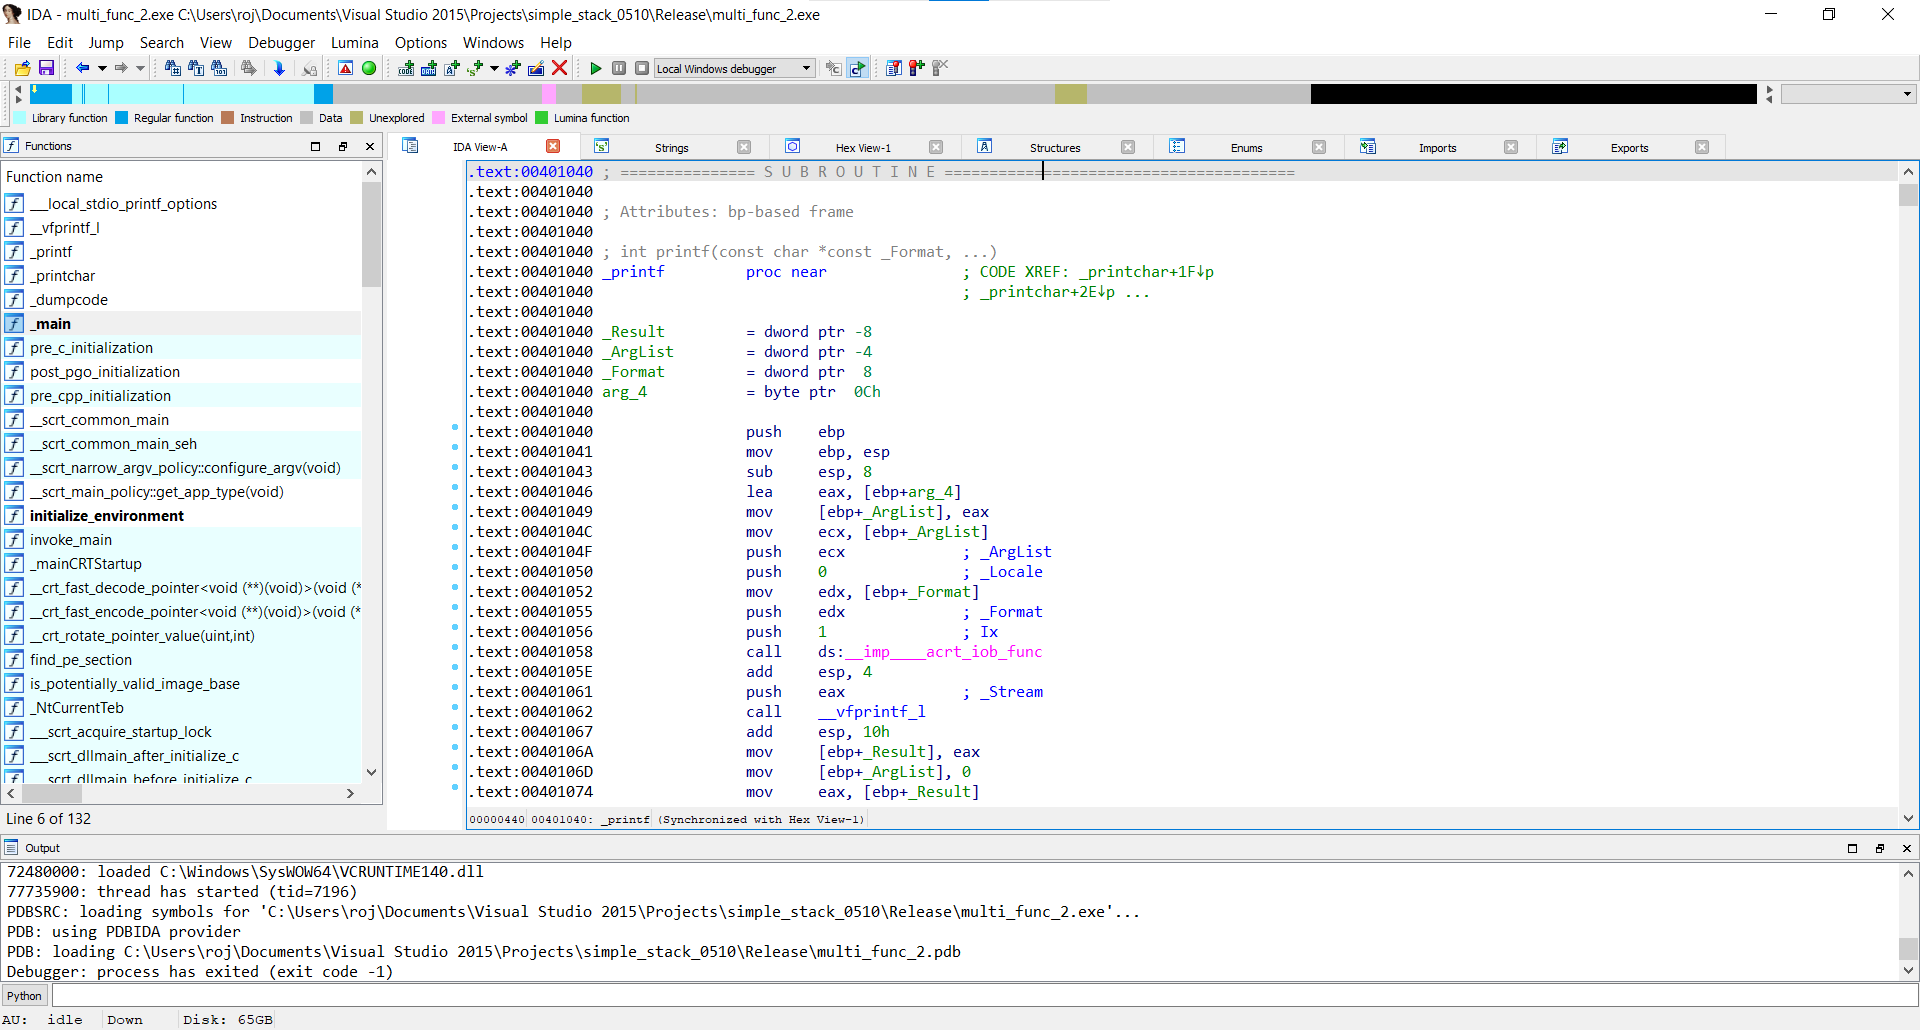 IDA - multi_func_2.exe C:\Users\roj\Documents\Visual Studio 2015\Projects\simple_stack_0510\Release\multi_func_2.exe
File Edit Jump Search View Debugger Lumina Options Windows Help
Local Windows debugger
Library function Regular function Instruction Data Unexplored External symbol Lumina function
Functions
Function name
___local_stdio_printf_options
__vfprintf_l
_printf
_printchar
_dumpcode
_main
pre_c_initialization
post_pgo_initialization
pre_cpp_initialization
__scrt_common_main
__scrt_common_main_seh
__scrt_narrow_argv_policy::configure_argv(void)
__scrt_main_policy::get_app_type(void)
initialize_environment
invoke_main
_mainCRTStartup
__crt_fast_decode_pointer<void (**)(void)>(void (*
__crt_fast_encode_pointer<void (**)(void)>(void (*
__crt_rotate_pointer_value(uint,int)
find_pe_section
is_potentially_valid_image_base
_NtCurrentTeb
___scrt_acquire_startup_lock
___scrt_dllmain_after_initialize_c
___scrt_dllmain_before_initialize_c
Line 6 of 132
IDA View-A Strings Hex View-1 Structures Enums Imports Exports
.text:00401040 ; =============== S U B R O U T I N E =======================================
.text:00401040
.text:00401040 ; Attributes: bp-based frame
.text:00401040
.text:00401040 ; int printf(const char *const _Format, ...)
.text:00401040 _printf proc near ; CODE XREF: _printchar+1F↓p
.text:00401040 ; _printchar+2E↓p ...
.text:00401040
.text:00401040 _Result = dword ptr -8
.text:00401040 _ArgList = dword ptr -4
.text:00401040 _Format = dword ptr 8
.text:00401040 arg_4 = byte ptr 0Ch
.text:00401040
.text:00401040 push ebp
.text:00401041 mov ebp, esp
.text:00401043 sub esp, 8
.text:00401046 lea eax, [ebp+arg_4]
.text:00401049 mov [ebp+_ArgList], eax
.text:0040104C mov ecx, [ebp+_ArgList]
.text:0040104F push ecx ; _ArgList
.text:00401050 push 0 ; _Locale
.text:00401052 mov edx, [ebp+_Format]
.text:00401055 push edx ; _Format
.text:00401056 push 1 ; Ix
.text:00401058 call ds:__imp____acrt_iob_func
.text:0040105E add esp, 4
.text:00401061 push eax ; _Stream
.text:00401062 call __vfprintf_l
.text:00401067 add esp, 10h
.text:0040106A mov [ebp+_Result], eax
.text:0040106D mov [ebp+_ArgList], 0
.text:00401074 mov eax, [ebp+_Result]
00000440 00401040: _printf (Synchronized with Hex View-1)
Output
72480000: loaded C:\Windows\SysWOW64\VCRUNTIME140.dll
77735900: thread has started (tid=7196)
PDBSRC: loading symbols for 'C:\Users\roj\Documents\Visual Studio 2015\Projects\simple_stack_0510\Release\multi_func_2.exe'...
PDB: using PDBIDA provider
PDB: loading C:\Users\roj\Documents\Visual Studio 2015\Projects\simple_stack_0510\Release\multi_func_2.pdb
Debugger: process has exited (exit code -1)
Python
AU: idle Down Disk: 65GB